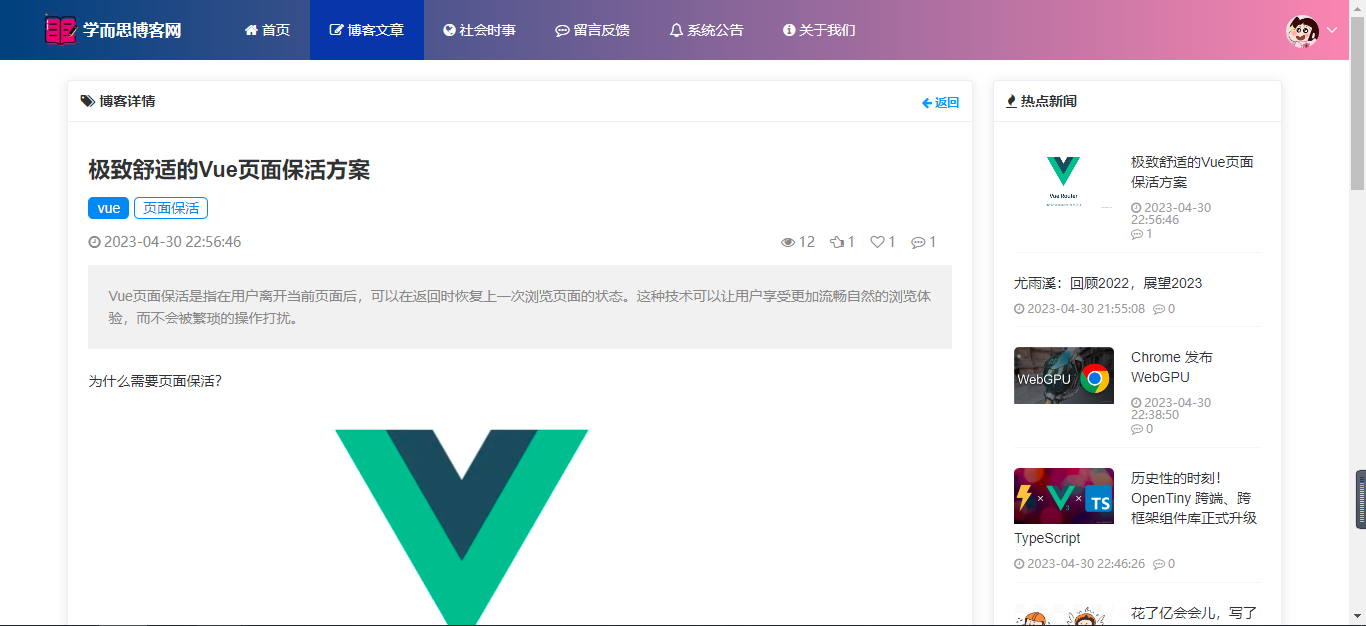 学而思博客网
首页
博客文章
社会时事
留言反馈
系统公告
关于我们
博客详情
返回
极致舒适的Vue页面保活方案
vue
页面保活
2023-04-30 22:56:46
12
1
1
1
Vue页面保活是指在用户离开当前页面后，可以在返回时恢复上一次浏览页面的状态。这种技术可以让用户享受更加流畅自然的浏览体
验，而不会被繁琐的操作打扰。
为什么需要页面保活？
热点新闻
Vue Router
极致舒适的Vue页面
保活方案
2023-04-30
22:56:46
1
尤雨溪：回顾2022，展望2023
2023-04-30 21:55:08
0
WebGPU
Chrome 发布
WebGPU
2023-04-30
22:38:50
0
× 3 × TS
历史性的时刻！
OpenTiny 跨端、跨
框架组件库正式升级
TypeScript
2023-04-30 22:46:26
0
花了亿会会儿，写了